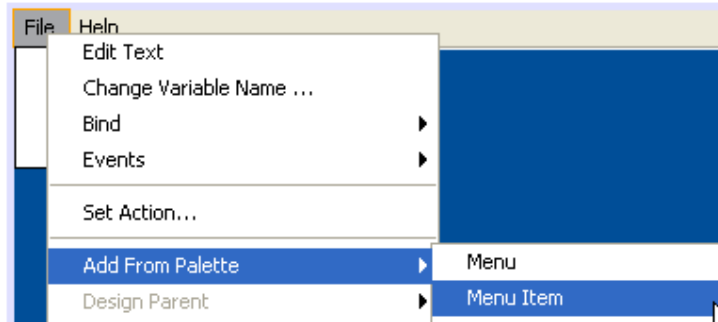 File Help
Edit Text
Change Variable Name ...
Bind
Events
Set Action...
Add From Palette
Menu
Design Parent
Menu Item